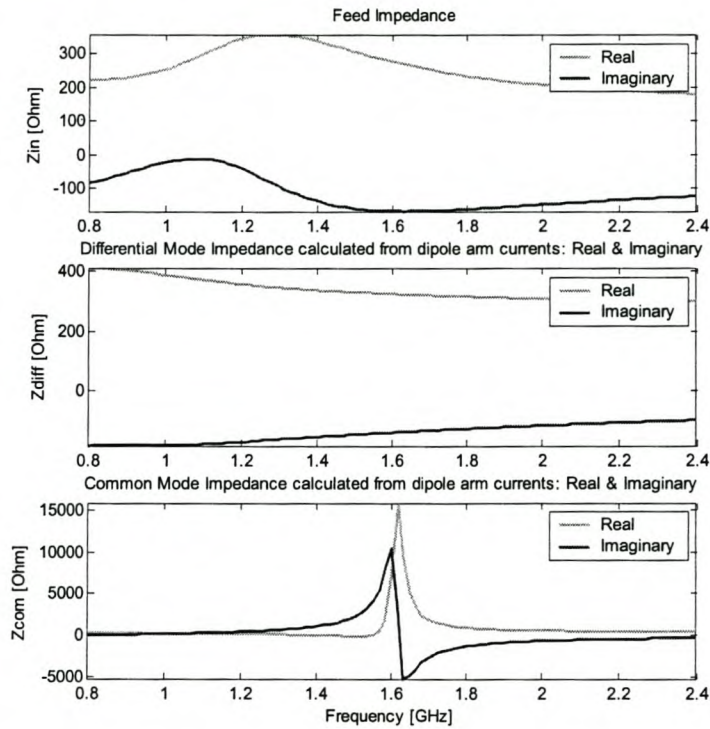 Feed Impedance
300
200
100
0
-100
Zin [Ohm]
Real
Imaginary
0.8 1 1.2 1.4 1.6 1.8 2 2.2 2.4
Differential Mode Impedance calculated from dipole arm currents: Real & Imaginary
400
200
0
Zdiff [Ohm]
Real
Imaginary
0.8 1 1.2 1.4 1.6 1.8 2 2.2 2.4
Common Mode Impedance calculated from dipole arm currents: Real & Imaginary
15000
10000
5000
0
-5000
Zcom [Ohm]
Real
Imaginary
0.8 1 1.2 1.4 1.6 1.8 2 2.2 2.4
Frequency [GHz]